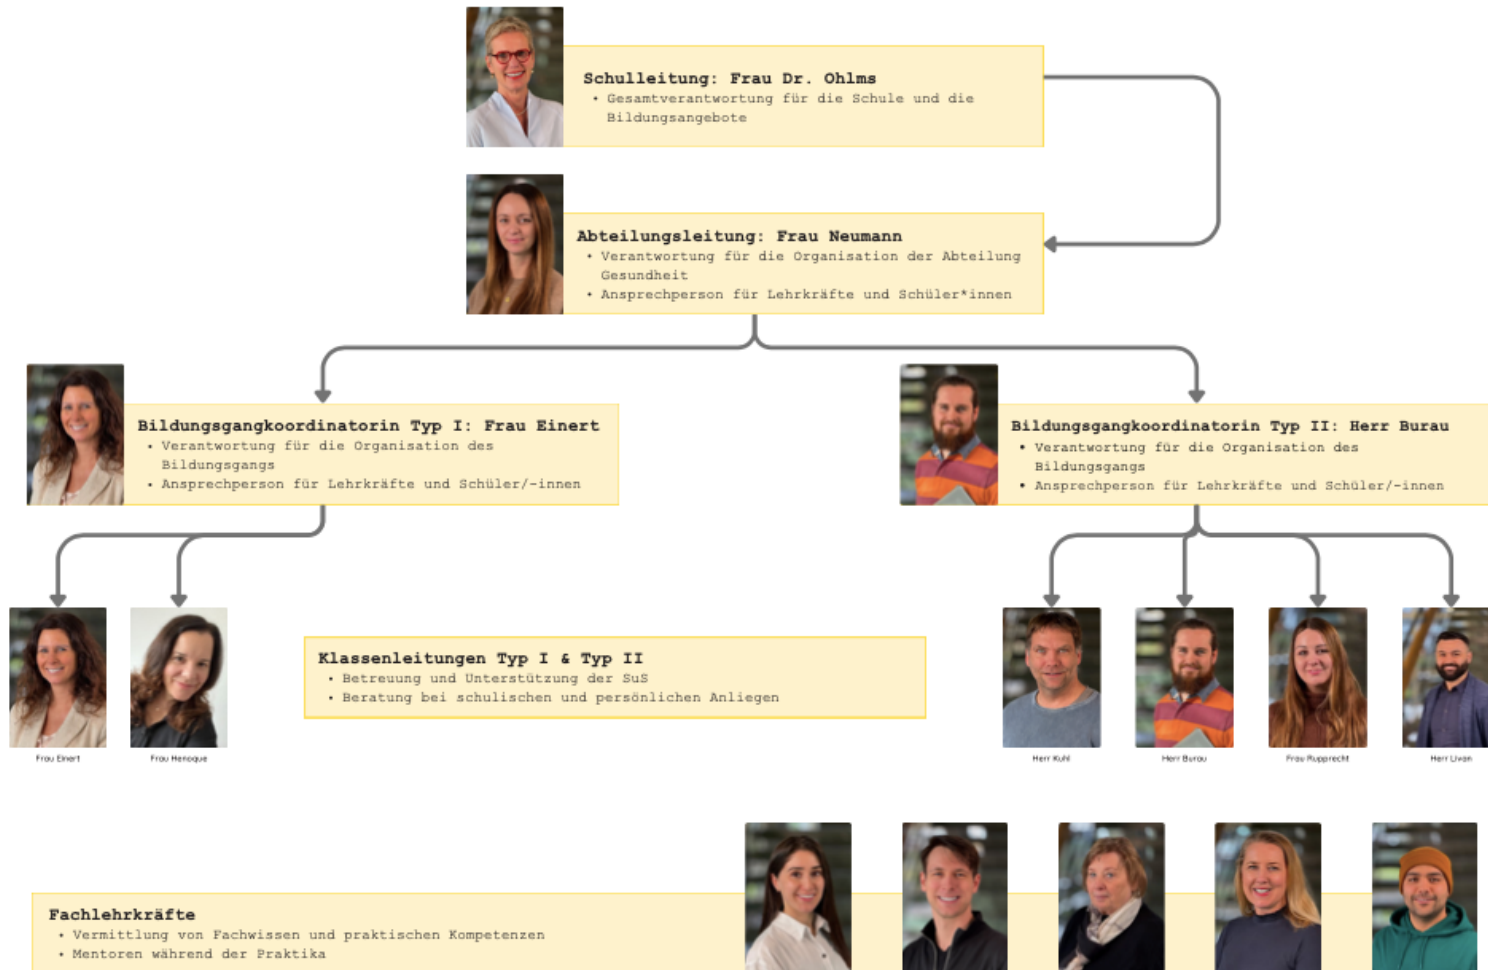 Schulleitung: Frau Dr. Ohlms
• Gesamtverantwortung für die Schule und die
Bildungsangebote
Abteilungsleitung: Frau Neumann
• Verantwortung für die Organisation der Abteilung
Gesundheit
• Ansprechperson für Lehrkräfte und Schüler*innen
Bildungsgangkoordinatorin Typ I: Frau Einert
• Verantwortung für die Organisation des
Bildungsgangs
• Ansprechperson für Lehrkräfte und Schüler/-innen
Bildungsgangkoordinatorin Typ II: Herr Burau
• Verantwortung für die Organisation des
Bildungsgangs
• Ansprechperson für Lehrkräfte und Schüler/-innen
Frau Einert
Frau Henoque
Klassenleitungen Typ I & Typ II
• Betreuung und Unterstützung der SuS
• Beratung bei schulischen und persönlichen Anliegen
Herr Kuhl
Herr Burau
Frau Rupprecht
Herr Livan
Fachlehrkräfte
• Vermittlung von Fachwissen und praktischen Kompetenzen
• Mentoren während der Praktika